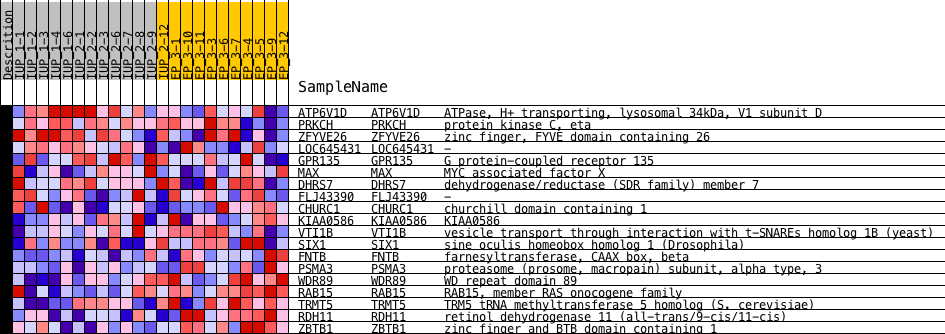 Descrition
IUP_1-1
IUP_1-2
IUP_1-3
IUP_1-4
IUP_1-6
IUP_2-1
IUP_2-2
IUP_2-3
IUP_2-6
IUP_2-7
IUP_2-8
IUP_2-9
IUP_2-12
EP_3-1
EP_3-10
EP_3-11
EP_3-3
EP_3-6
EP_3-7
EP_3-4
EP_3-5
EP_3-9
EP_3-12
SampleName
ATP6V1D ATP6V1D ATPase, H+ transporting, lysosomal 34kDa, V1 subunit D
PRKCH PRKCH protein kinase C, eta
ZFYVE26 ZFYVE26 zinc finger, FYVE domain containing 26
LOC645431 LOC645431 –
GPR135 GPR135 G protein-coupled receptor 135
MAX MAX MYC associated factor X
DHRS7 DHRS7 dehydrogenase/reductase (SDR family) member 7
FLJ43390 FLJ43390 –
CHURC1 CHURC1 churchill domain containing 1
KIAA0586 KIAA0586 KIAA0586
VTI1B VTI1B vesicle transport through interaction with t-SNAREs homolog 1B (yeast)
SIX1 SIX1 sine oculis homeobox homolog 1 (Drosophila)
FNTB FNTB farnesyltransferase, CAAX box, beta
PSMA3 PSMA3 proteasome (prosome, macropain) subunit, alpha type, 3
WDR89 WDR89 WD repeat domain 89
RAB15 RAB15 RAB15, member RAS onocogene family
TRMT5 TRMT5 TRM5 tRNA methyltransferase 5 homolog (S. cerevisiae)
RDH11 RDH11 retinol dehydrogenase 11 (all-trans/9-cis/11-cis)
ZBTB1 ZBTB1 zinc finger and BTB domain containing 1